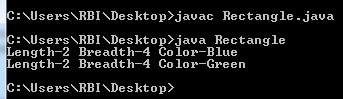 C:\Users\RBI\Desktop>javac Rectangle.java
C:\Users\RBI\Desktop>java Rectangle
Length-2 Breadth-4 Color-Blue
Length-2 Breadth-4 Color-Green
C:\Users\RBI\Desktop>